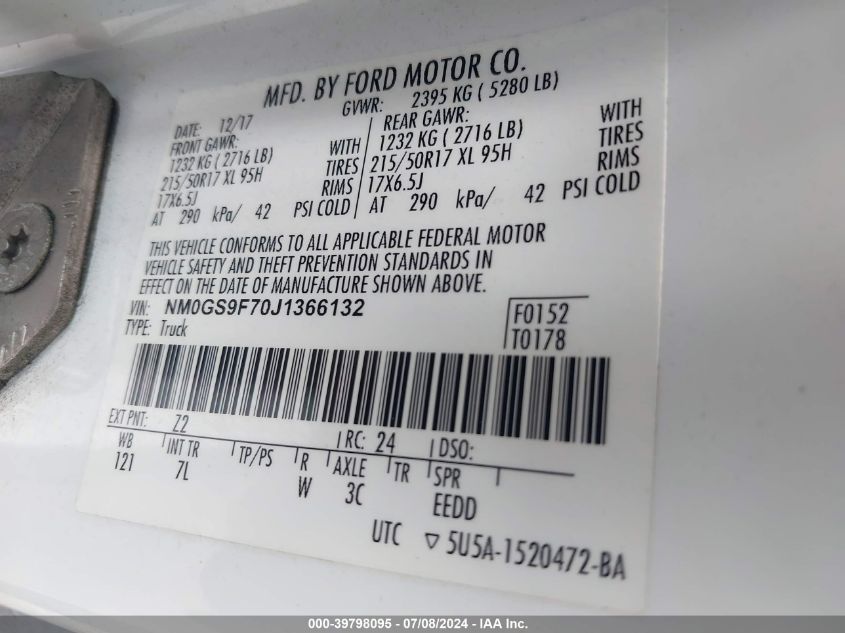 MFD. BY FORD MOTOR CO.
DATE: 12/17 GVWR: 2395 KG ( 5280 LB)
FRONT GAWR: REAR GAWR:
1232 KG ( 2716 LB) WITH 1232 KG ( 2716 LB) WITH
215/50R17 XL 95H TIRES 215/50R17 XL 95H TIRES
17X6.5J RIMS 17X6.5J RIMS
AT 290 kPa/ 42 PSI COLD AT 290 kPa/ 42 PSI COLD
THIS VEHICLE CONFORMS TO ALL APPLICABLE FEDERAL MOTOR
VEHICLE SAFETY AND THEFT PREVENTION STANDARDS IN
EFFECT ON THE DATE OF MANUFACTURE SHOWN ABOVE.
VIN: NM0GS9F70J1366132
TYPE: Truck
F0152
T0178
EXT PNT: Z2 RC: 24 DSO:
WB INT TR TP/PS R AXLE TR SPR
121 7L W 3C EEDD
UTC ▽ 5U5A-1520472-BA
000-39798095 - 07/08/2024 - IAA Inc.